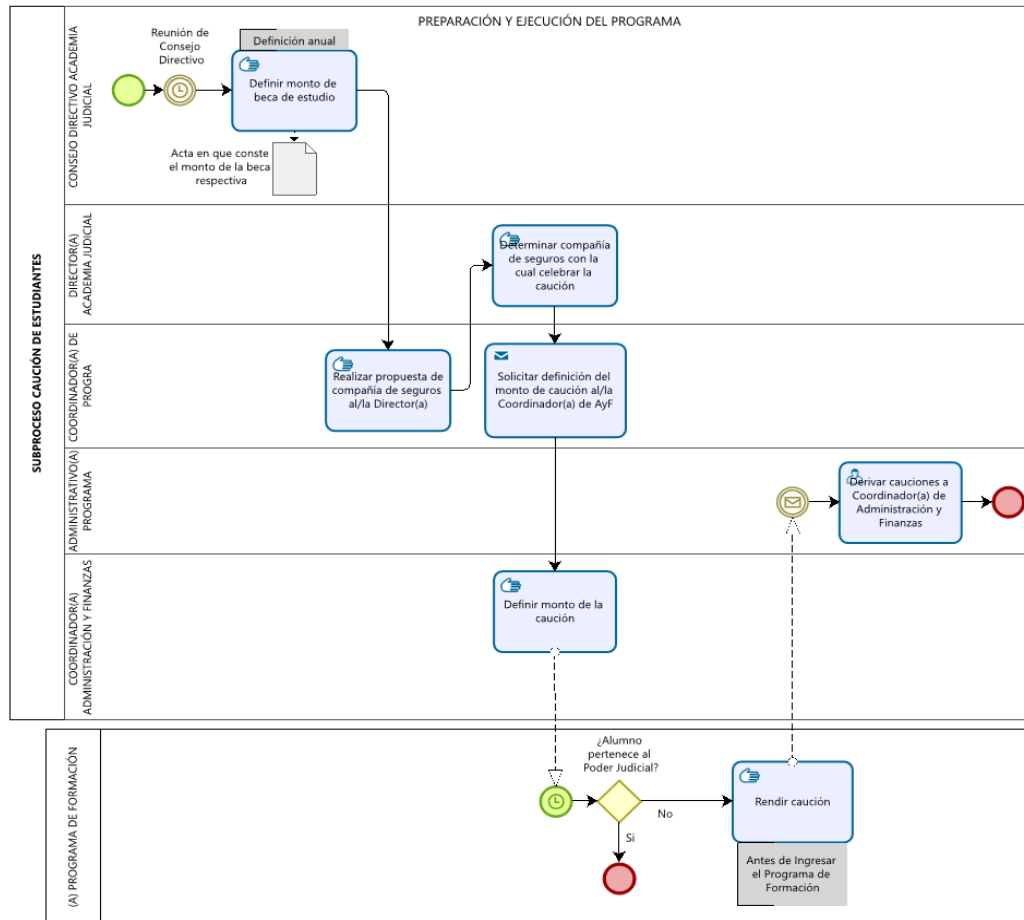 PREPARACIÓN Y EJECUCIÓN DEL PROGRAMA
SUBPROCESO CAUCIÓN DE ESTUDIANTES
CONSEJO DIRECTIVO ACADEMIA
JUDICIAL
Reunión de
Consejo
Directivo
Definición anual
Definir monto de
beca de estudio
Acta en que conste
el monto de la beca
respectiva
DIRECTOR(A)
ACADEMIA JUDICIAL
Determinar compañía
de seguros con la
cual celebrar la
caución
COORDINADOR(A) DE
PROGRA
Realizar propuesta de
compañía de seguros
al/la Director(a)
Solicitar definición del
monto de caución al/la
Coordinador(a) de AyF
ADMINISTRATIVO(A)
PROGRAMA
Derivar cauciones a
Coordinador(a) de
Administración y
Finanzas
COORDINADOR(A)
ADMINISTRACIÓN Y FINANZAS
Definir monto de la
caución
(A) PROGRAMA DE FORMACIÓN
¿Alumno
pertenece al
Poder Judicial?
No
Si
Rendir caución
Antes de Ingresar
el Programa de
Formación